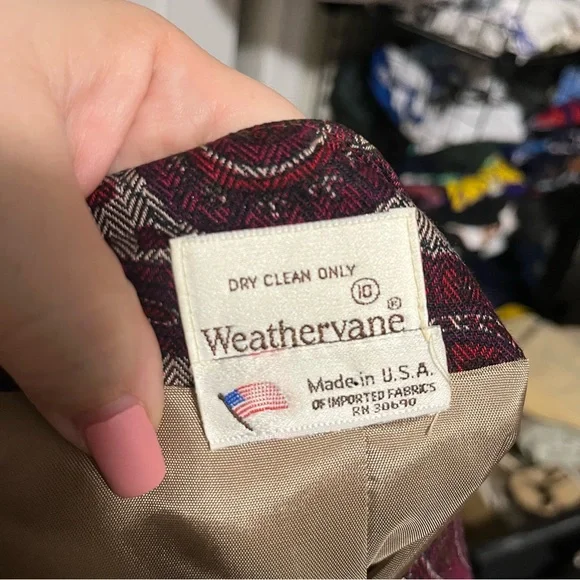 DRY CLEAN ONLY
10
Weathervane®
Made in U.S.A.
OF IMPORTED FABRICS
RN 30690